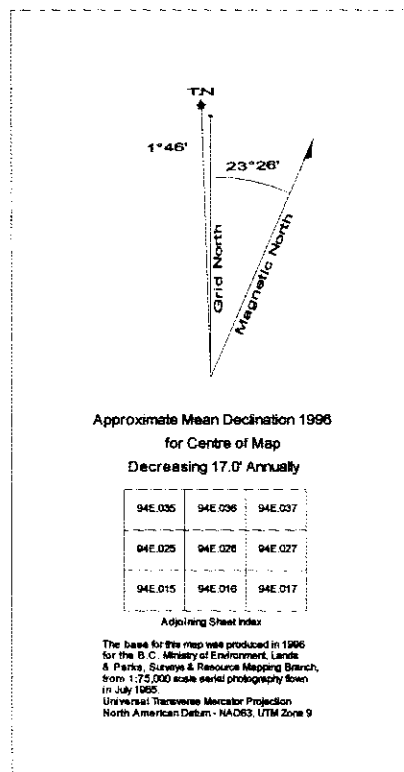 TN
1°46'
23°26'
Grid North
Magnetic North
Approximate Mean Declination 1996
for Centre of Map
Decreasing 17.0' Annually
94E.035 94E.036 94E.037
94E.025 94E.026 94E.027
94E.015 94E.016 94E.017
Adjoining Sheet Index
The base for this map was produced in 1996
for the B.C. Ministry of Environment, Lands
& Parks, Surveys & Resource Mapping Branch,
from 1:75,000 scale aerial photography flown
in July 1985.
Universal Transverse Mercator Projection
North American Datum - NAD83, UTM Zone 9